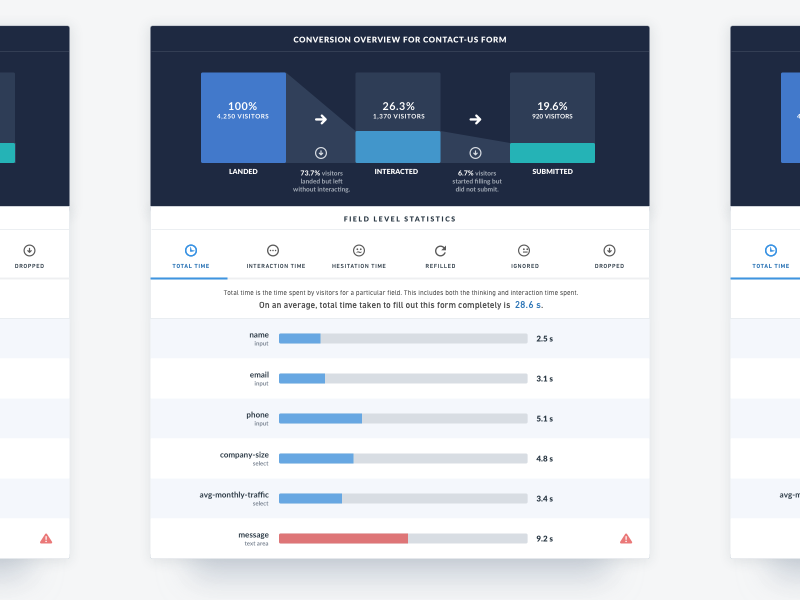 CONVERSION OVERVIEW FOR CONTACT-US FORM
100%
4,250 VISITORS
26.3%
1,370 VISITORS
19.6%
920 VISITORS
LANDED
73.7% visitors
landed but left
without interacting.
INTERACTED
6.7% visitors
started filling but
did not submit.
SUBMITTED
FIELD LEVEL STATISTICS
DROPPED
TOTAL TIME
INTERACTION TIME
HESITATION TIME
REFILLED
IGNORED
DROPPED
TOTAL TIME
Total time is the time spent by visitors for a particular field. This includes both the thinking and interaction time spent.
On an average, total time taken to fill out this form completely is 28.6 s.
name
input
2.5 s
email
input
3.1 s
phone
input
5.1 s
company-size
select
4.8 s
avg-monthly-traffic
select
3.4 s
message
text area
9.2 s